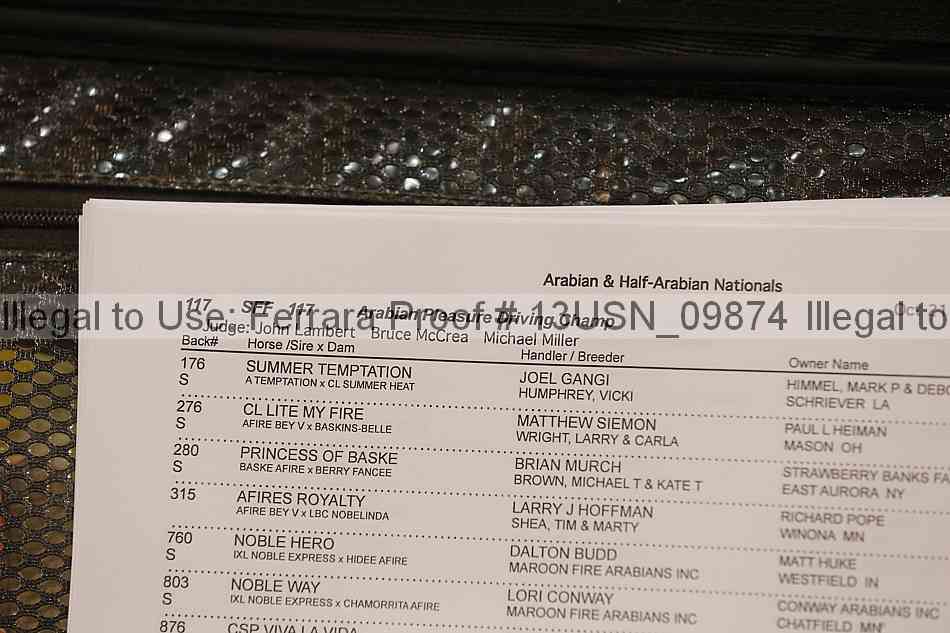 Arabian & Half-Arabian Nationals
117 SEF 117 Arabian Pleasure Driving Champ Oct 21
Illegal to Use: Ferrara Proof # 13USN_09874 Illegal to
Judge: John Lambert Bruce McCrea Michael Miller
Back# Horse /Sire x Dam Handler / Breeder Owner Name
176 SUMMER TEMPTATION JOEL GANGI HIMMEL, MARK P & DEBO
S A TEMPTATION x CL SUMMER HEAT HUMPHREY, VICKI SCHRIEVER LA
276 CL LITE MY FIRE MATTHEW SIEMON PAUL L HEIMAN
S AFIRE BEY V x BASKINS-BELLE WRIGHT, LARRY & CARLA MASON OH
280 PRINCESS OF BASKE BRIAN MURCH STRAWBERRY BANKS FA
S BASKE AFIRE x BERRY FANCEE BROWN, MICHAEL T & KATE T EAST AURORA NY
315 AFIRES ROYALTY LARRY J HOFFMAN RICHARD POPE
AFIRE BEY V x LBC NOBELINDA SHEA, TIM & MARTY WINONA MN
760 NOBLE HERO DALTON BUDD MATT HUKE
S IXL NOBLE EXPRESS x HIDEE AFIRE MAROON FIRE ARABIANS INC WESTFIELD IN
803 NOBLE WAY LORI CONWAY CONWAY ARABIANS INC
S IXL NOBLE EXPRESS x CHAMORRITA AFIRE MAROON FIRE ARABIANS INC CHATFIELD MN
876 CSP VIVA LA VIDA